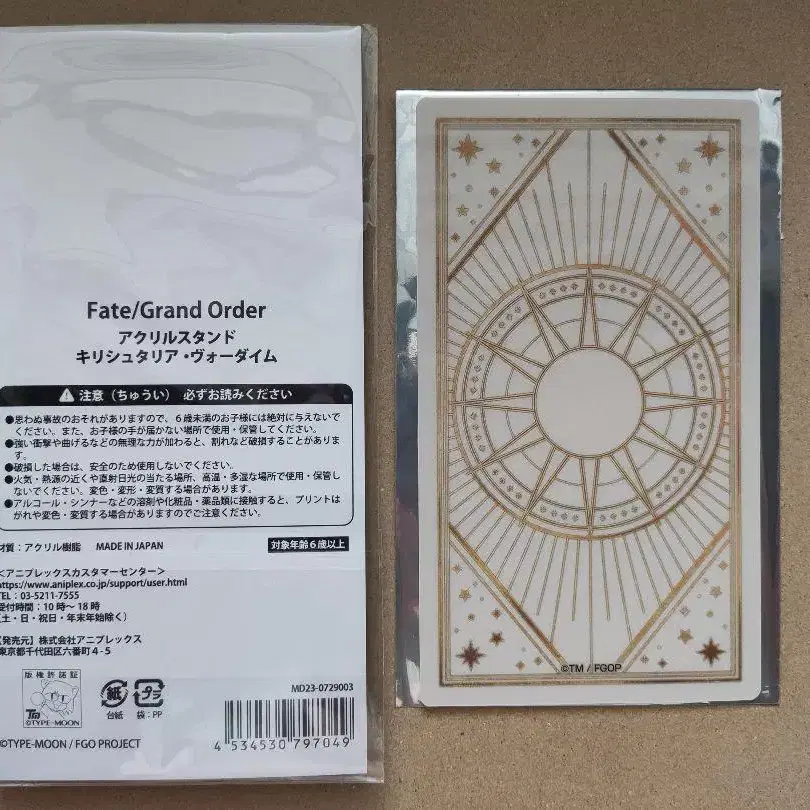 Fate/Grand Order
アクリルスタンド
キリシュタリア・ヴォーダイム
注意（ちゅうい） 必ずお読みください
●思わぬ事故のおそれがありますので、６歳未満のお子様には絶対に与えないで
ください。また、お子様の手が届かない場所で使用・保管してください。
●強い衝撃や曲げるなどの無理な力が加わると、割れなど破損することがありま
す。
●破損した場合は、安全のため使用しないでください。
●火気・熱源の近くや直射日光の当たる場所、高温・多湿な場所で使用・保管し
ないでください。変色・変形・変質する場合があります。
●アルコール・シンナーなどの溶剤や化粧品・薬品類に接触すると、プリントは
がれや変色・変質する場合がありますのでご注意ください。
材質：アクリル樹脂 MADE IN JAPAN 対象年齢６歳以上
＜アニプレックスカスタマーセンター＞
https://www.aniplex.co.jp/support/user.html
TEL：03-5211-7555
受付時間：10時～18時
（土・日・祝日・年末年始除く）
【発売元】株式会社アニプレックス
東京都千代田区六番町４-５
版権許諾証
TM
©TYPE-MOON
紙
台紙
プラ
袋：PP
MD23-0729003
4 534530 797049
©TYPE-MOON / FGO PROJECT
©TM / FGOP